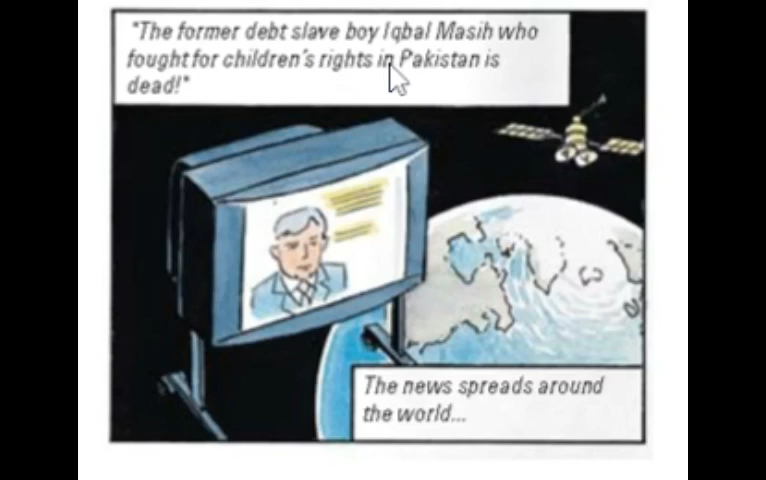 "The former debt slave boy Iqbal Masih who
fought for children's rights in Pakistan is
dead!"
The news spreads around
the world...